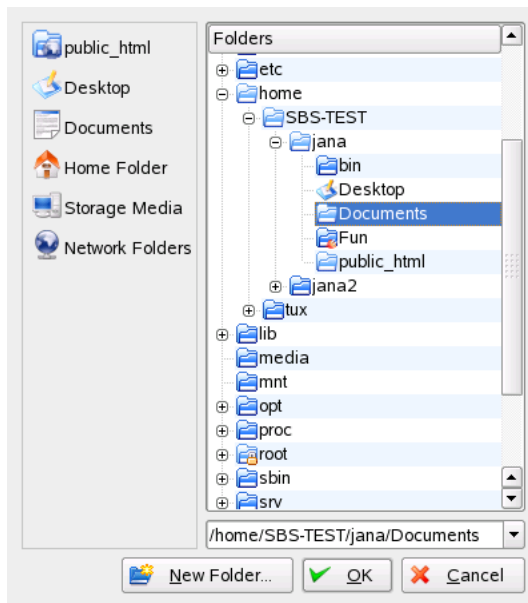 public_html
Desktop
Documents
Home Folder
Storage Media
Network Folders
Folders
etc
home
SBS-TEST
jana
bin
Desktop
Documents
Fun
public_html
jana2
tux
lib
media
mnt
opt
proc
root
sbin
srv
/home/SBS-TEST/jana/Documents
New Folder...
OK
Cancel